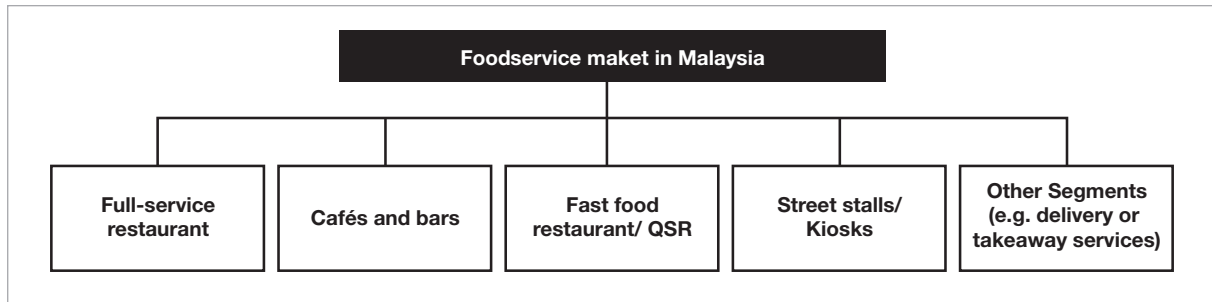 Foodservice maket in Malaysia
Full-service
restaurant
Cafés and bars
Fast food
restaurant/ QSR
Street stalls/
Kiosks
Other Segments
(e.g. delivery or
takeaway services)